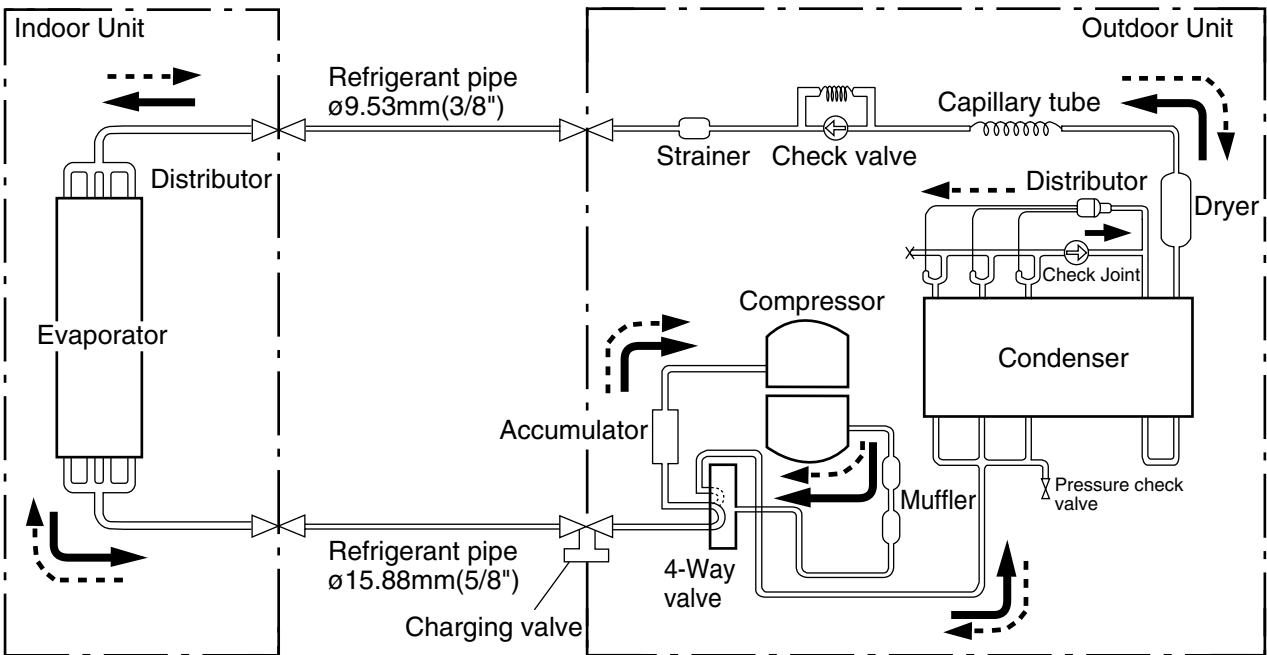 Indoor Unit
Outdoor Unit
Refrigerant pipe
ø9.53mm(3/8")
Capillary tube
Strainer
Check valve
Distributor
Distributor
Dryer
Check Joint
Compressor
Evaporator
Condenser
Accumulator
Muffler
Pressure check
valve
Refrigerant pipe
ø15.88mm(5/8")
4-Way
valve
Charging valve